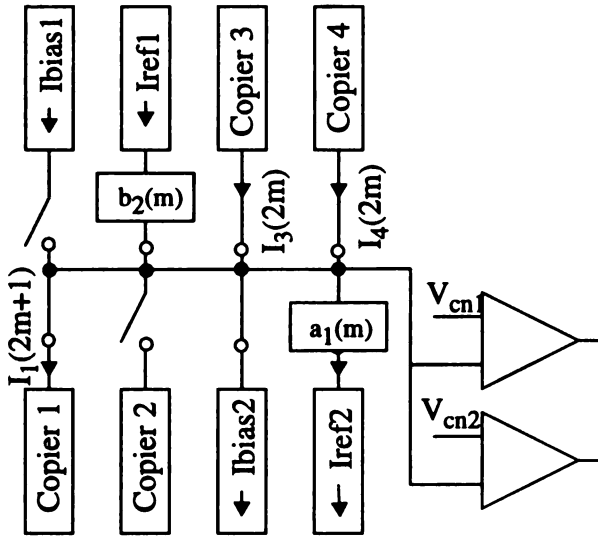 Ibias1
Iref1
Copier 3
Copier 4
b2(m)
I3(2m)
I4(2m)
I1(2m+1)
a1(m)
Vcn1
Vcn2
Copier 1
Copier 2
Ibias2
Iref2